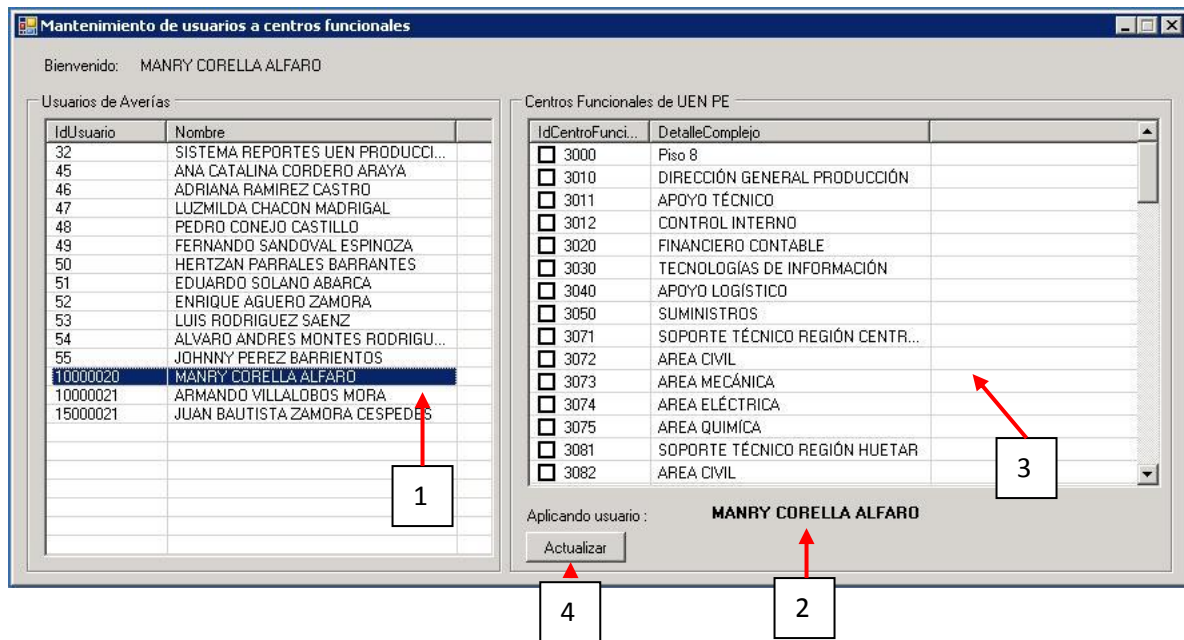 Mantenimiento de usuarios a centros funcionales
Bienvenido: MANRY CORELLA ALFARO
Usuarios de Averías
IdUsuario Nombre
32 SISTEMA REPORTES UEN PRODUCCI...
45 ANA CATALINA CORDERO ARAYA
46 ADRIANA RAMIREZ CASTRO
47 LUZMILDA CHACON MADRIGAL
48 PEDRO CONEJO CASTILLO
49 FERNANDO SANDOVAL ESPINOZA
50 HERTZAN PARRALES BARRANTES
51 EDUARDO SOLANO ABARCA
52 ENRIQUE AGUERO ZAMORA
53 LUIS RODRIGUEZ SAENZ
54 ALVARO ANDRES MONTES RODRIGU...
55 JOHNNY PEREZ BARRIENTOS
10000020 MANRY CORELLA ALFARO
10000021 ARMANDO VILLALOBOS MORA
15000021 JUAN BAUTISTA ZAMORA CESPEDES
1
Centros Funcionales de UEN PE
IdCentroFunci... DetalleComplejo
3000 Piso 8
3010 DIRECCIÓN GENERAL PRODUCCIÓN
3011 APOYO TÉCNICO
3012 CONTROL INTERNO
3020 FINANCIERO CONTABLE
3030 TECNOLOGÍAS DE INFORMACIÓN
3040 APOYO LOGÍSTICO
3050 SUMINISTROS
3071 SOPORTE TÉCNICO REGIÓN CENTR...
3072 AREA CIVIL
3073 AREA MECÁNICA
3074 AREA ELÉCTRICA
3075 AREA QUIMÍCA
3081 SOPORTE TÉCNICO REGIÓN HUETAR
3082 AREA CIVIL
3
Aplicando usuario : MANRY CORELLA ALFARO
Actualizar
4
2